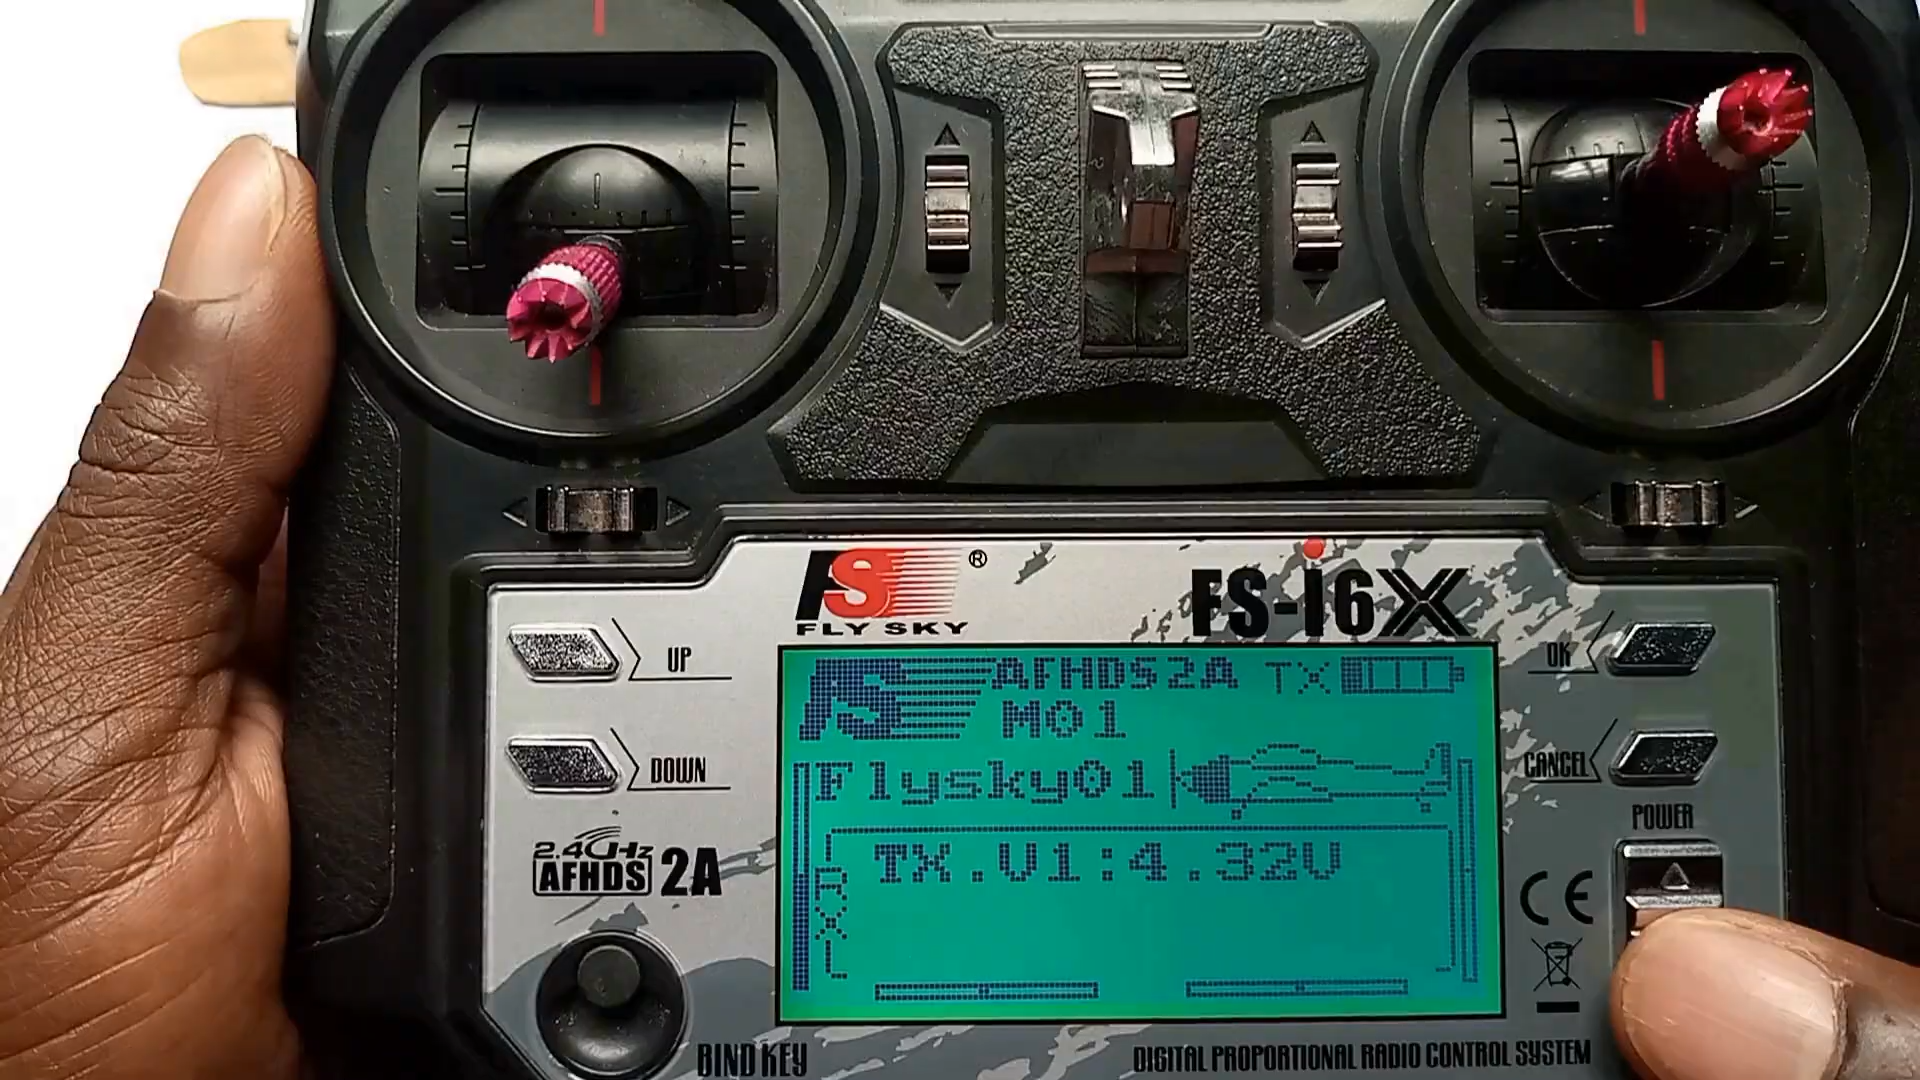 FS ®
FLY SKY
FS-i6X
UP
DOWN
OK
CANCEL
POWER
AFHDS2A TX
M01
Flysky01
TX.V1:4.32V
2.4GHz
AFHDS 2A
CE
BIND KEY
DIGITAL PROPORTIONAL RADIO CONTROL SYSTEM